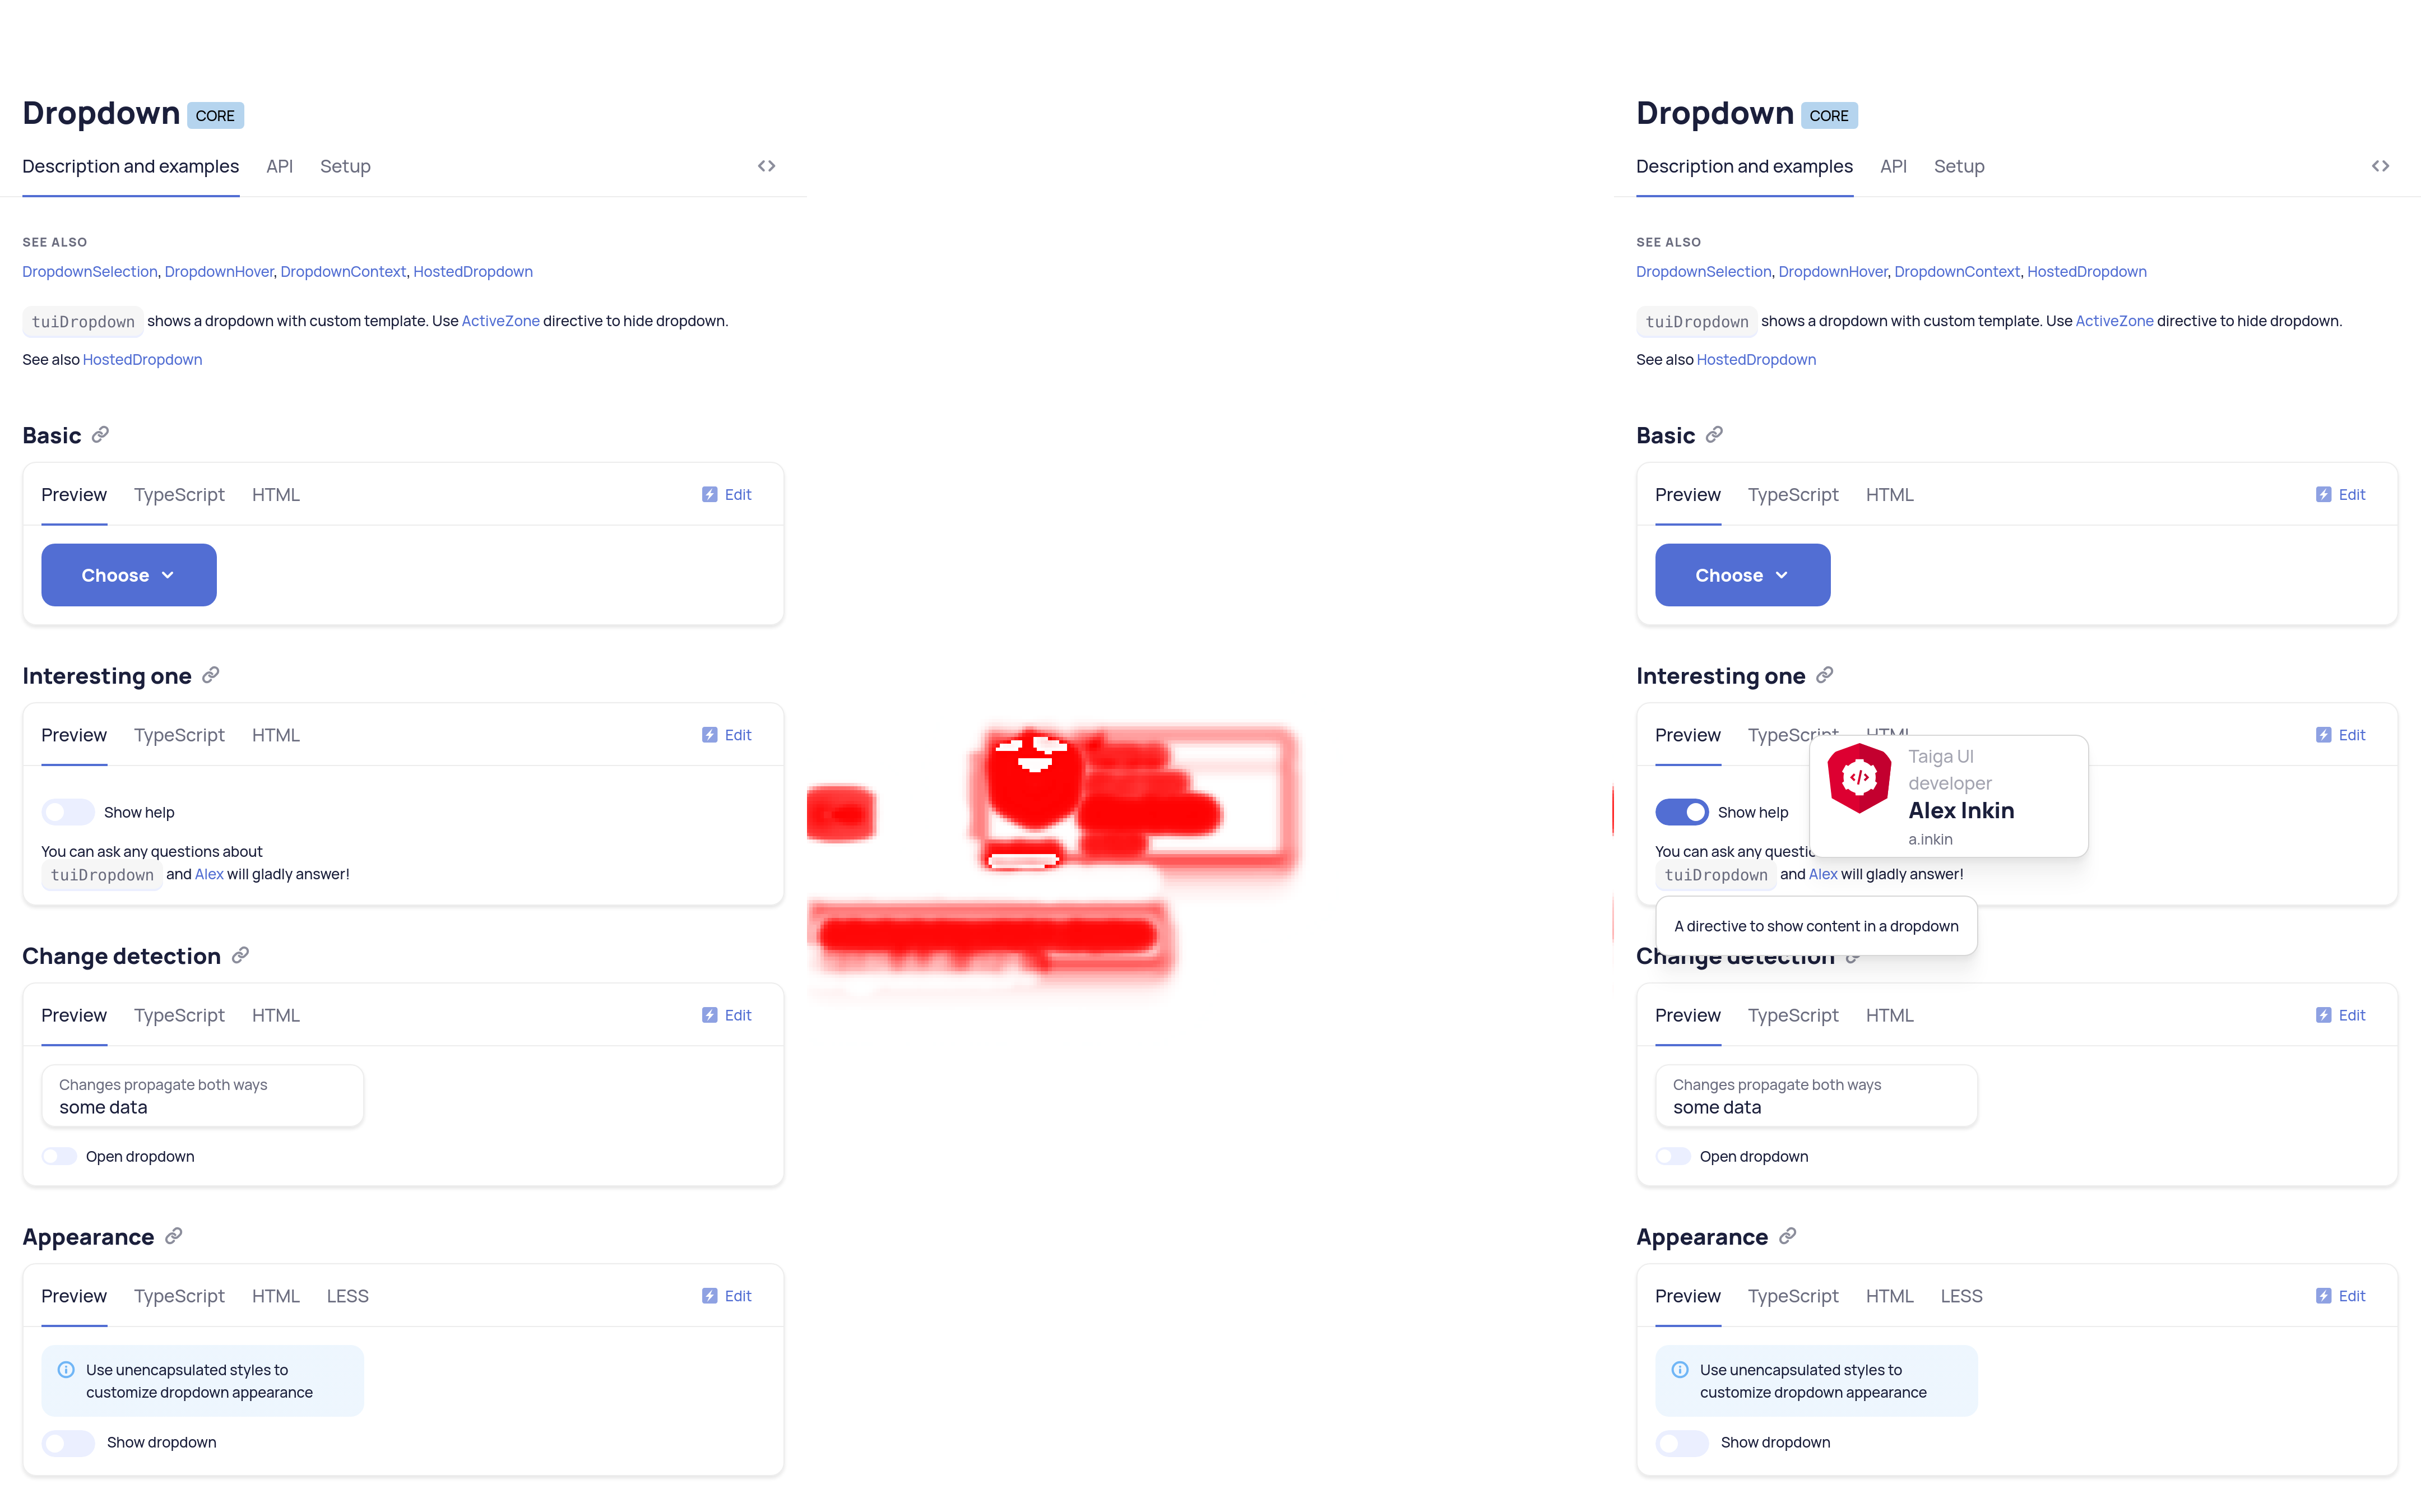 Dropdown CORE
Description and examples API Setup
SEE ALSO
DropdownSelection, DropdownHover, DropdownContext, HostedDropdown
tuiDropdown shows a dropdown with custom template. Use ActiveZone directive to hide dropdown.
See also HostedDropdown
Basic
Preview TypeScript HTML Edit
Choose
Interesting one
Preview TypeScript HTML Edit
Show help
You can ask any questions about
tuiDropdown and Alex will gladly answer!
Change detection
Preview TypeScript HTML Edit
Changes propagate both ways
some data
Open dropdown
Appearance
Preview TypeScript HTML LESS Edit
Use unencapsulated styles to
customize dropdown appearance
Show dropdown
Dropdown CORE
Description and examples API Setup
SEE ALSO
DropdownSelection, DropdownHover, DropdownContext, HostedDropdown
tuiDropdown shows a dropdown with custom template. Use ActiveZone directive to hide dropdown.
See also HostedDropdown
Basic
Preview TypeScript HTML Edit
Choose
Interesting one
Preview TypeScript HTML Edit
Taiga UI
developer
Alex Inkin
a.inkin
Show help
You can ask any questio
tuiDropdown and Alex will gladly answer!
A directive to show content in a dropdown
Change detection
Preview TypeScript HTML Edit
Changes propagate both ways
some data
Open dropdown
Appearance
Preview TypeScript HTML LESS Edit
Use unencapsulated styles to
customize dropdown appearance
Show dropdown